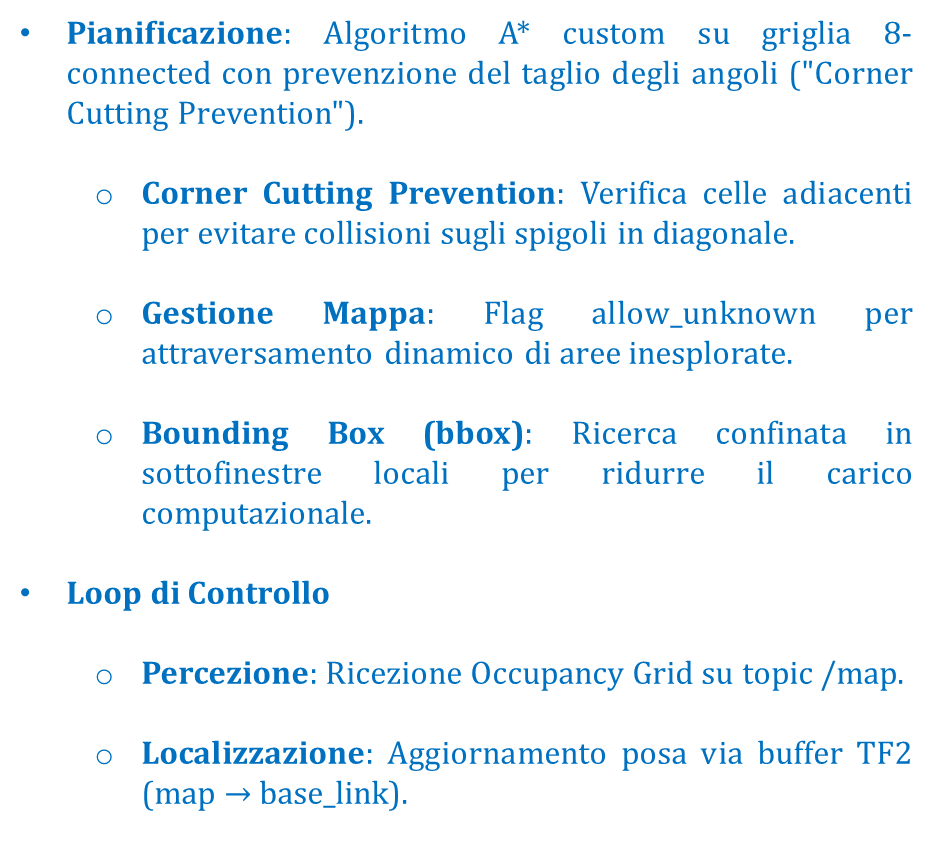 • Pianificazione: Algoritmo A* custom su griglia 8-
connected con prevenzione del taglio degli angoli ("Corner
Cutting Prevention").
o Corner Cutting Prevention: Verifica celle adiacenti
per evitare collisioni sugli spigoli in diagonale.
o Gestione Mappa: Flag allow_unknown per
attraversamento dinamico di aree inesplorate.
o Bounding Box (bbox): Ricerca confinata in
sottofinestre locali per ridurre il carico
computazionale.
• Loop di Controllo
o Percezione: Ricezione Occupancy Grid su topic /map.
o Localizzazione: Aggiornamento posa via buffer TF2
(map → base_link).